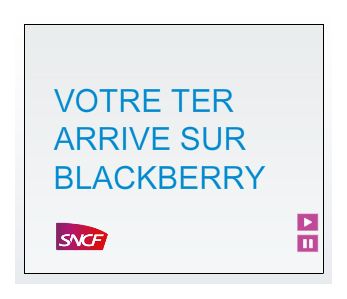 VOTRE TER
ARRIVE SUR
BLACKBERRY
SNCF